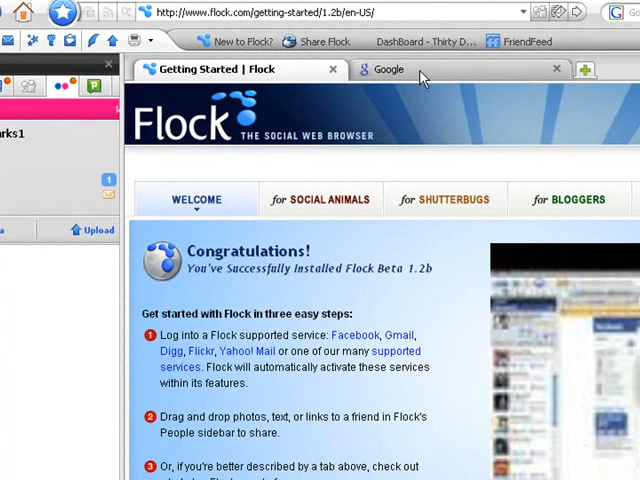 http://www.flock.com/getting-started/1.2b/en-US/
New to Flock? Share Flock DashBoard - Thirty D... FriendFeed
Getting Started | Flock Google
Flock THE SOCIAL WEB BROWSER
arks1
1
WELCOME for SOCIAL ANIMALS for SHUTTERBUGS for BLOGGERS
a Upload
Congratulations!
You've Successfully Installed Flock Beta 1.2b
Get started with Flock in three easy steps:
1 Log into a Flock supported service: Facebook, Gmail,
Digg, Flickr, Yahoo! Mail or one of our many supported
services. Flock will automatically activate these services
within its features.
2 Drag and drop photos, text, or links to a friend in Flock's
People sidebar to share.
3 Or, if you're better described by a tab above, check out